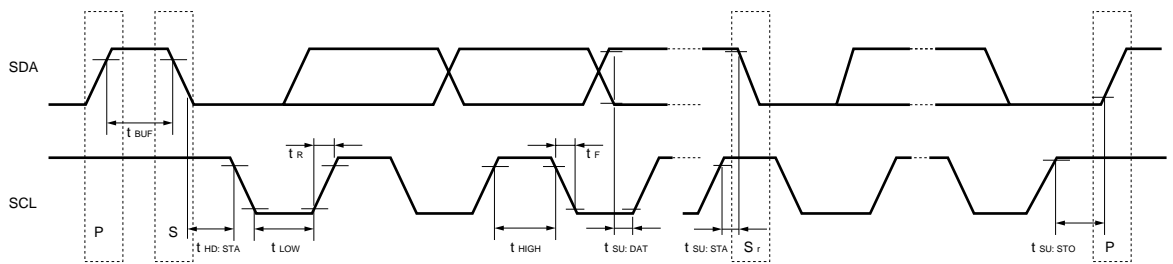 SDA
t BUF
t R
t F
SCL
P
S
t HD: STA
t LOW
t HIGH
t SU: DAT
t SU: STA
S r
t SU: STO
P